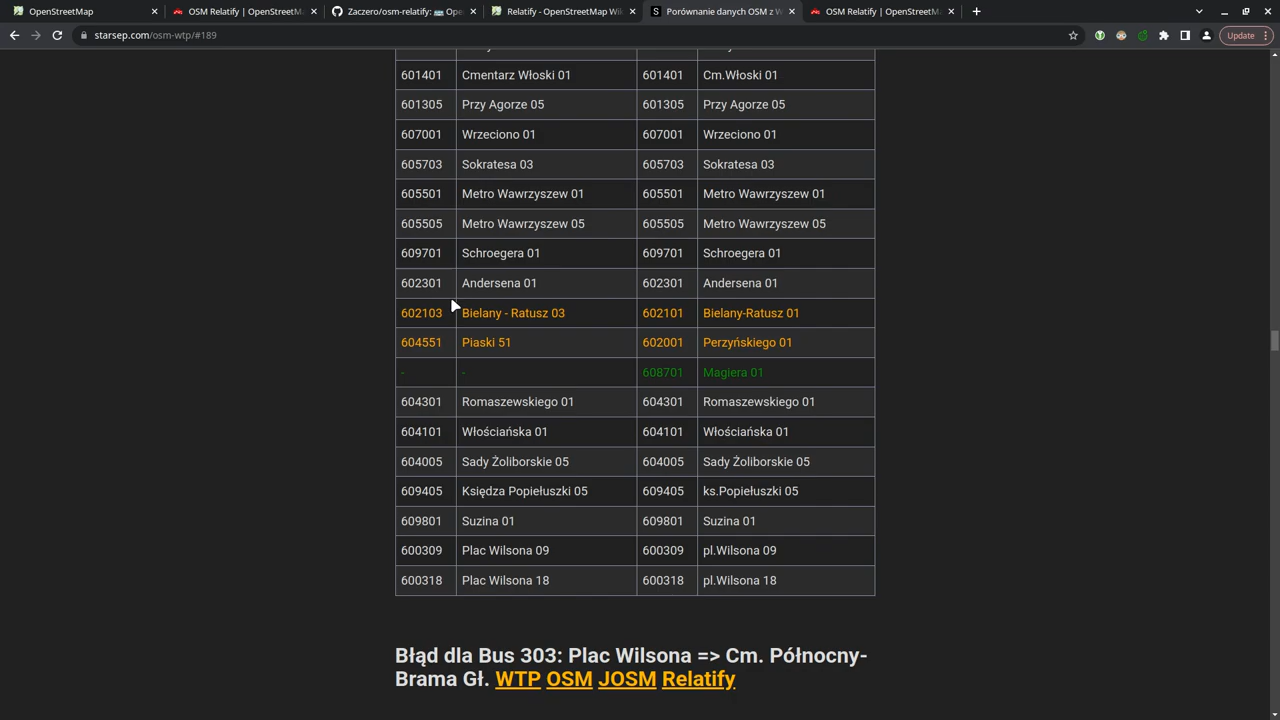 OpenStreetMap
OSM Relatify | OpenStreetMa
Zaczero/osm-relatify: 🚌 Ope
Relatify - OpenStreetMap Wik
Porównanie danych OSM z W
OSM Relatify | OpenStreetMa
starsep.com/osm-wtp/#189
Update
601401 Cmentarz Włoski 01 601401 Cm.Włoski 01
601305 Przy Agorze 05 601305 Przy Agorze 05
607001 Wrzeciono 01 607001 Wrzeciono 01
605703 Sokratesa 03 605703 Sokratesa 03
605501 Metro Wawrzyszew 01 605501 Metro Wawrzyszew 01
605505 Metro Wawrzyszew 05 605505 Metro Wawrzyszew 05
609701 Schroegera 01 609701 Schroegera 01
602301 Andersena 01 602301 Andersena 01
602103 Bielany - Ratusz 03 602101 Bielany-Ratusz 01
604551 Piaski 51 602001 Perzyńskiego 01
- - 608701 Magiera 01
604301 Romaszewskiego 01 604301 Romaszewskiego 01
604101 Włościańska 01 604101 Włościańska 01
604005 Sady Żoliborskie 05 604005 Sady Żoliborskie 05
609405 Księdza Popiełuszki 05 609405 ks.Popiełuszki 05
609801 Suzina 01 609801 Suzina 01
600309 Plac Wilsona 09 600309 pl.Wilsona 09
600318 Plac Wilsona 18 600318 pl.Wilsona 18
Błąd dla Bus 303: Plac Wilsona => Cm. Północny-
Brama Gł. WTP OSM JOSM Relatify